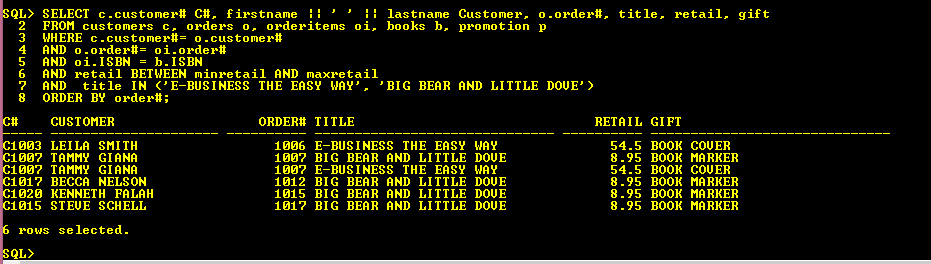 SQL> SELECT c.customer# C#, firstname || ' ' || lastname Customer, o.order#, title, retail, gift
2 FROM customers c, orders o, orderitems oi, books b, promotion p
3 WHERE c.customer#= o.customer#
4 AND o.order#= oi.order#
5 AND oi.ISBN = b.ISBN
6 AND retail BETWEEN minretail AND maxretail
7 AND title IN ('E-BUSINESS THE EASY WAY', 'BIG BEAR AND LITTLE DOVE')
8 ORDER BY order#;
C# CUSTOMER ORDER# TITLE RETAIL GIFT
C1003 LEILA SMITH 1006 E-BUSINESS THE EASY WAY 54.5 BOOK COVER
C1007 TAMMY GIANA 1007 BIG BEAR AND LITTLE DOVE 8.95 BOOK MARKER
C1007 TAMMY GIANA 1007 E-BUSINESS THE EASY WAY 54.5 BOOK COVER
C1017 BECCA NELSON 1012 BIG BEAR AND LITTLE DOVE 8.95 BOOK MARKER
C1020 KENNETH FALAH 1015 BIG BEAR AND LITTLE DOVE 8.95 BOOK MARKER
C1015 STEVE SCHELL 1017 BIG BEAR AND LITTLE DOVE 8.95 BOOK MARKER
6 rows selected.
SQL>